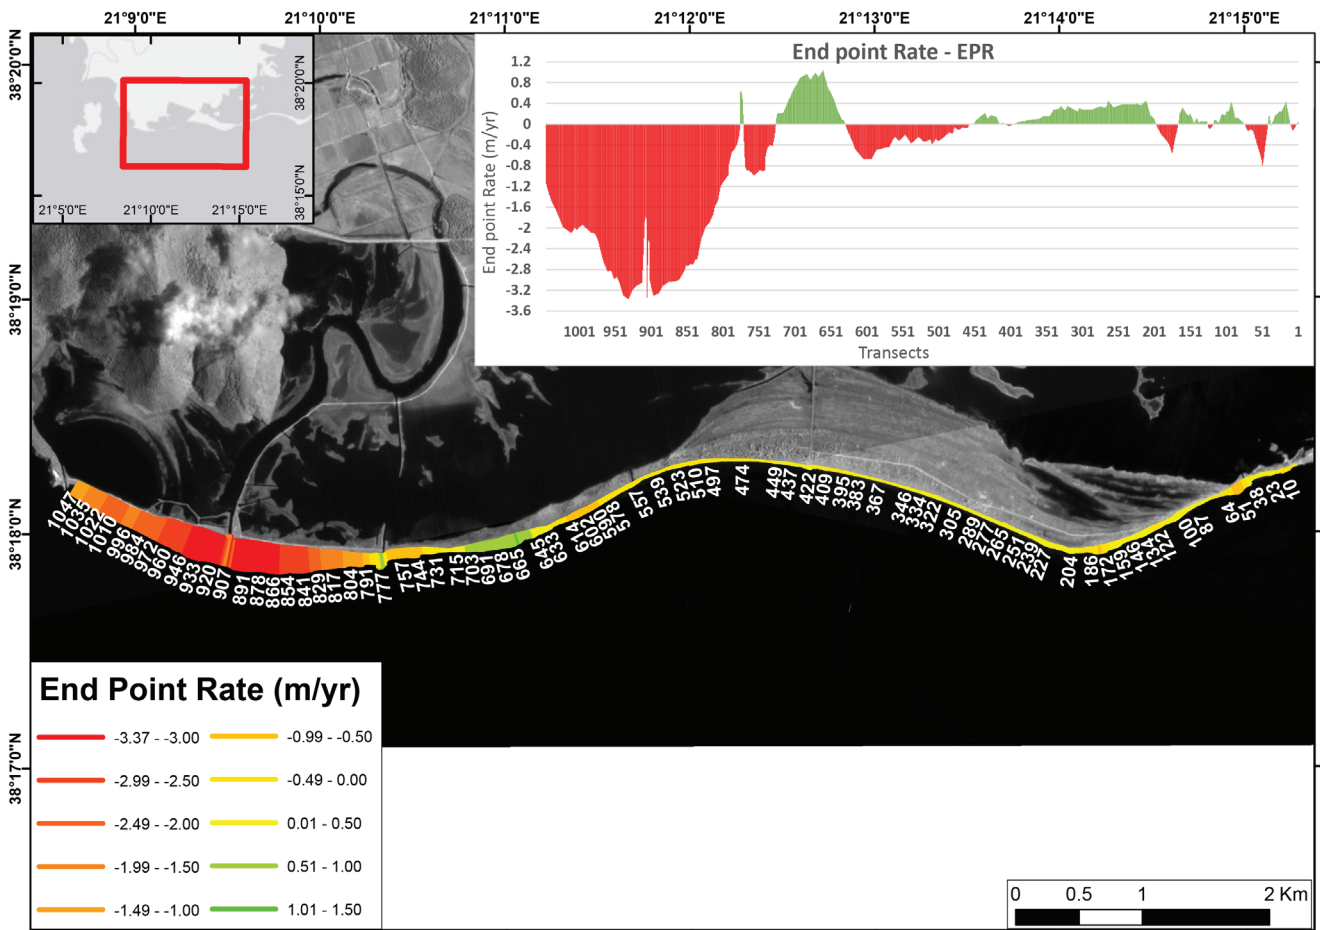 21°9'0"E 21°10'0"E 21°11'0"E 21°12'0"E 21°13'0"E 21°14'0"E 21°15'0"E
38°20'0"N
38°19'0"N
38°18'0"N
38°17'0"N
38°20'0"N
38°15'0"N
21°5'0"E 21°10'0"E 21°15'0"E
End point Rate - EPR
End point Rate (m/yr)
1.2
0.8
0.4
0
-0.4
-0.8
-1.2
-1.6
-2
-2.4
-2.8
-3.2
-3.6
1001 951 901 851 801 751 701 651 601 551 501 451 401 351 301 251 201 151 101 51 1
Transects
1047 1035 1022 1010 996 984 972 960 946 933 920 907 891 878 866 854 841 829 817 804 791 777 757 744 731 715 703 691 678 665 645 633 614 602 590 578 557 539 523 510 497 474 449 437 422 409 395 383 367 346 334 322 305 289 277 265 251 239 227 204 186 172 159 146 134 122 100 87 64 51 38 23 10
End Point Rate (m/yr)
-3.37 - -3.00 -0.99 - -0.50
-2.99 - -2.50 -0.49 - 0.00
-2.49 - -2.00 0.01 - 0.50
-1.99 - -1.50 0.51 - 1.00
-1.49 - -1.00 1.01 - 1.50
0 0.5 1 2 Km